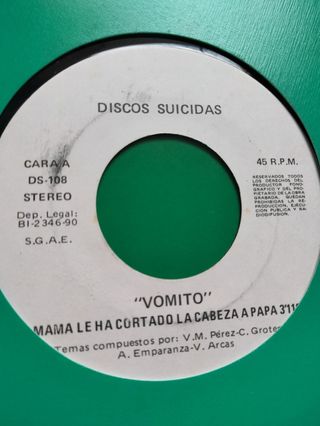 DISCOS SUICIDAS
CARA A
DS-108
STEREO
Dep. Legal:
BI-2346-90
S.G.A.E.
45 R.P.M.
RESERVADOS TODOS
LOS DERECHOS DEL
PRODUCTOR FONO-
GRAFICO Y DEL PRO-
PIETARIO DE LA OBRA
GRABADA. QUEDAN
PROHIBIDAS LA RE-
PRODUCCION, EJECU-
CION PUBLICA Y RA-
DIODIFUSION.
"VOMITO"
MAMA LE HA CORTADO LA CABEZA A PAPA 3'11"
Temas compuestos por: V.M. Pérez-C. Grotes
A. Emparanza-V. Arcas